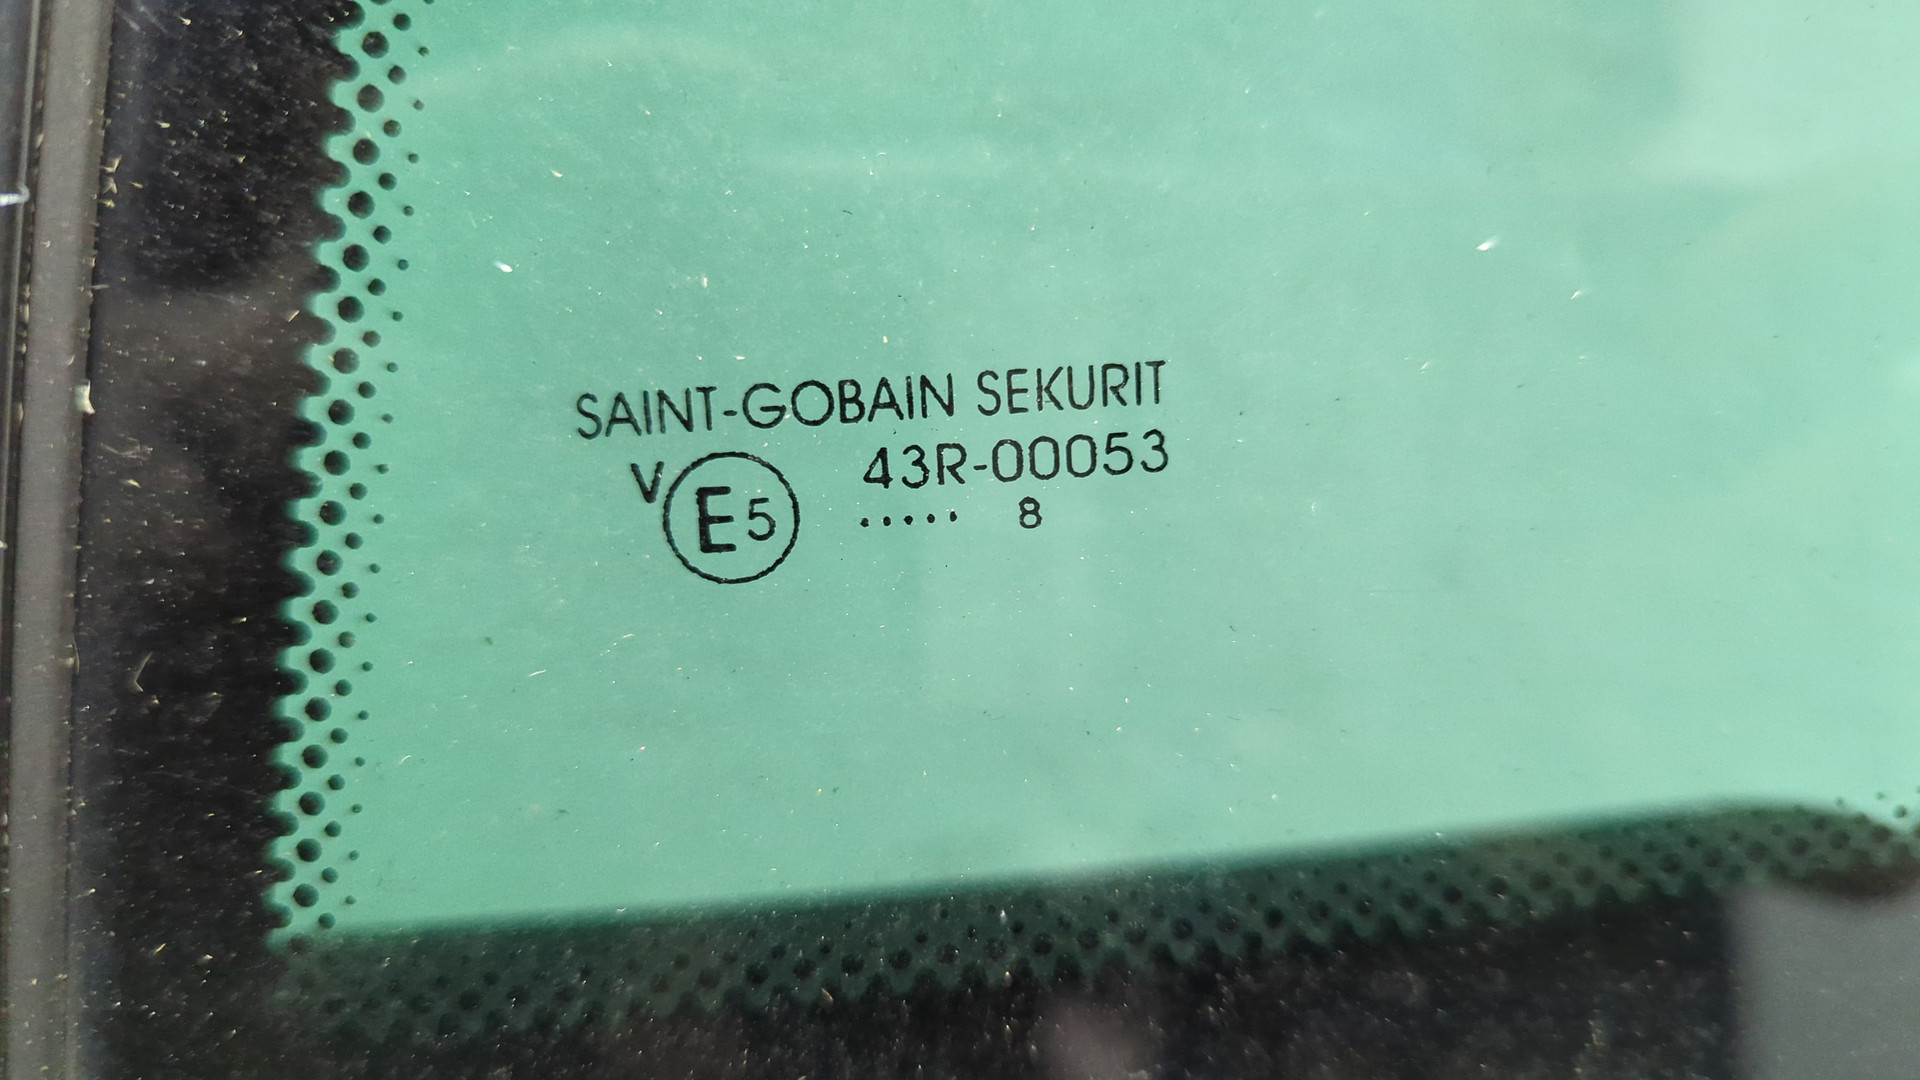 SAINT-GOBAIN SEKURIT
V E5 43R-00053
..... 8